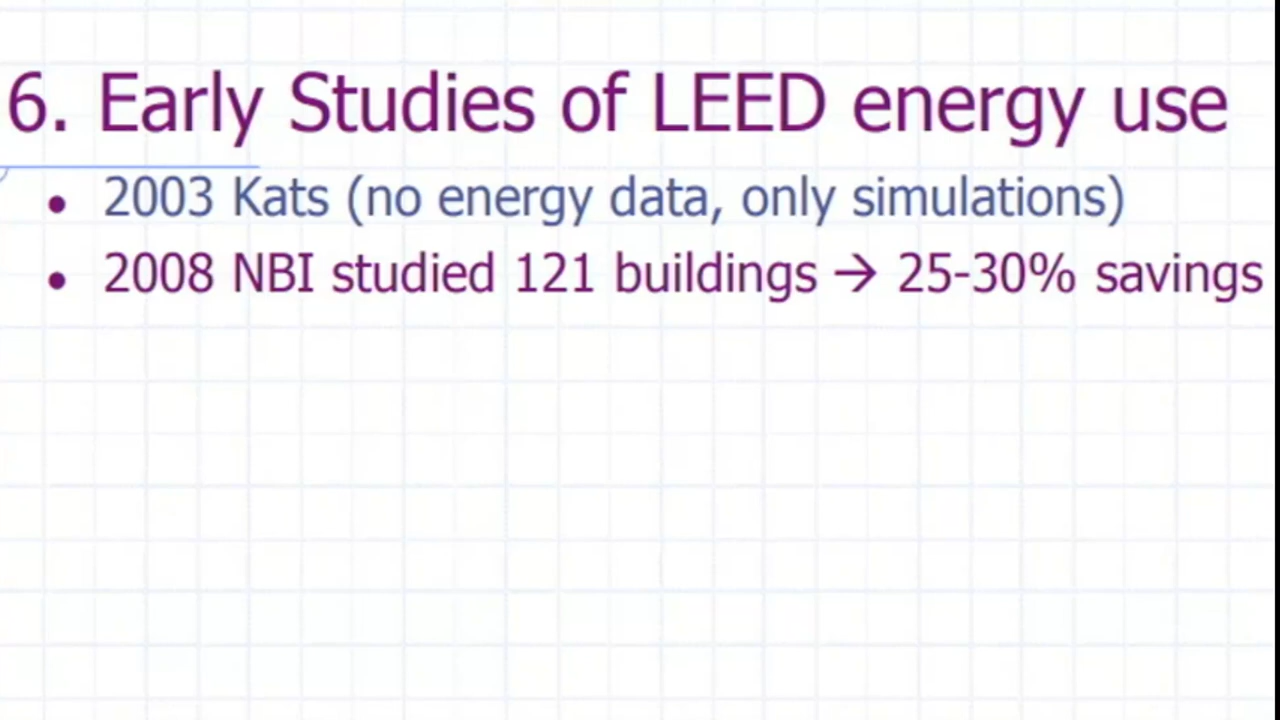 6. Early Studies of LEED energy use
• 2003 Kats (no energy data, only simulations)
• 2008 NBI studied 121 buildings → 25-30% savings